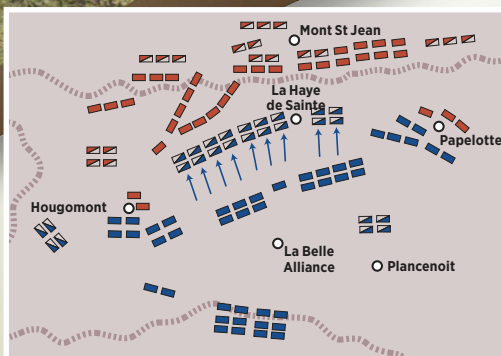 Mont St Jean
La Haye
de Sainte
Papelotte
Hougomont
La Belle
Alliance
Plancenoit